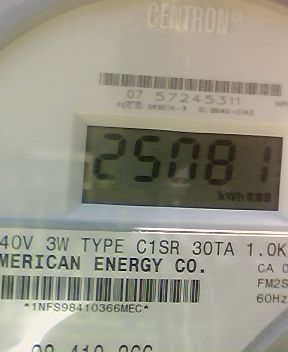 CENTRON®
07 57245311
25081
kWh
40V 3W TYPE C1SR 30TA 1.0K
MERICAN ENERGY CO.
CA 0
FM2S
60Hz
*1NFS98410366MEC*